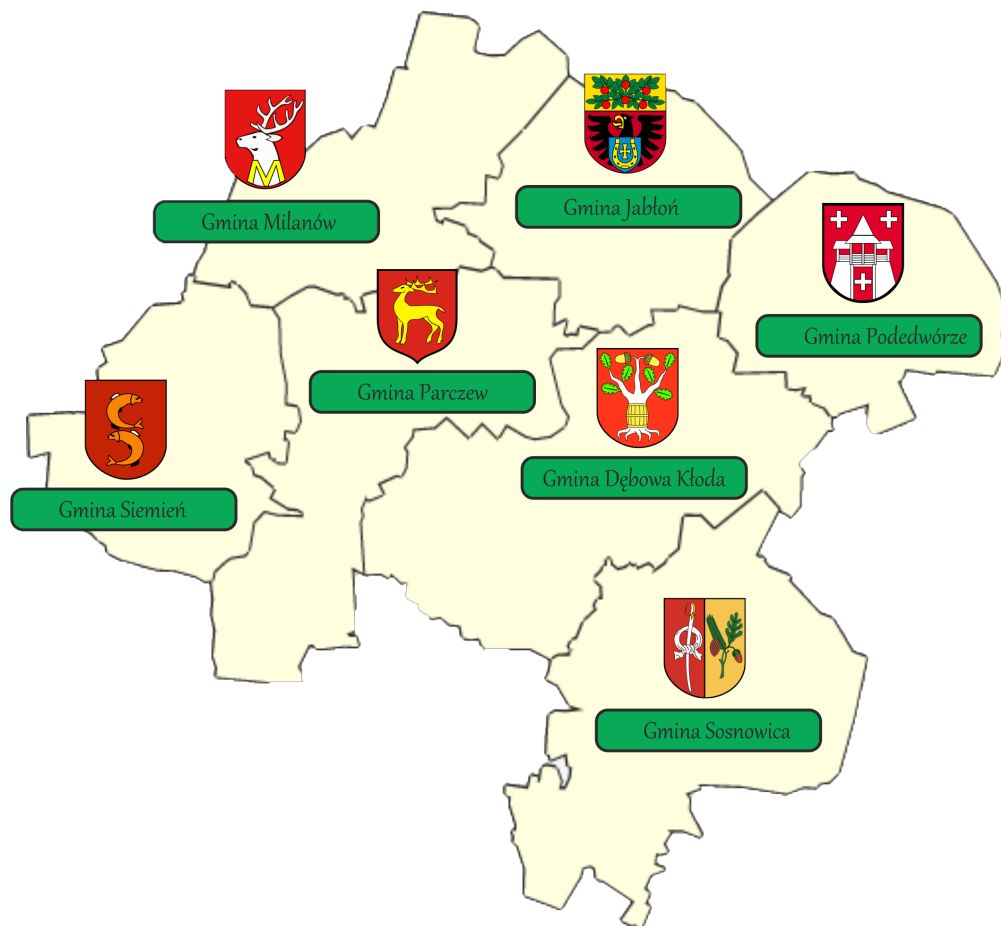 Gmina Milanów
Gmina Jabłoń
Gmina Podedwórze
Gmina Parczew
Gmina Dębowa Kłoda
Gmina Siemień
Gmina Sosnowica
M